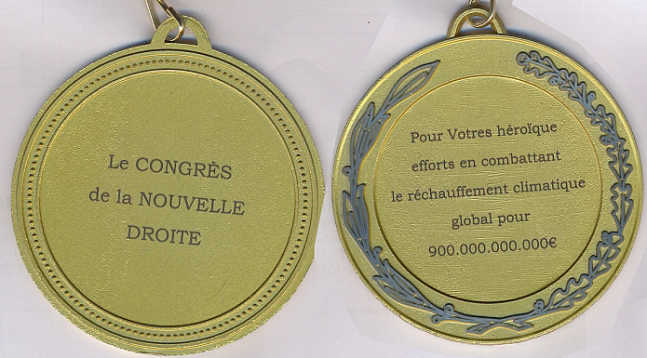 Le CONGRÈS
de la NOUVELLE
DROITE
Pour Votres héroïque
efforts en combattant
le réchauffement climatique
global pour
900.000.000.000€